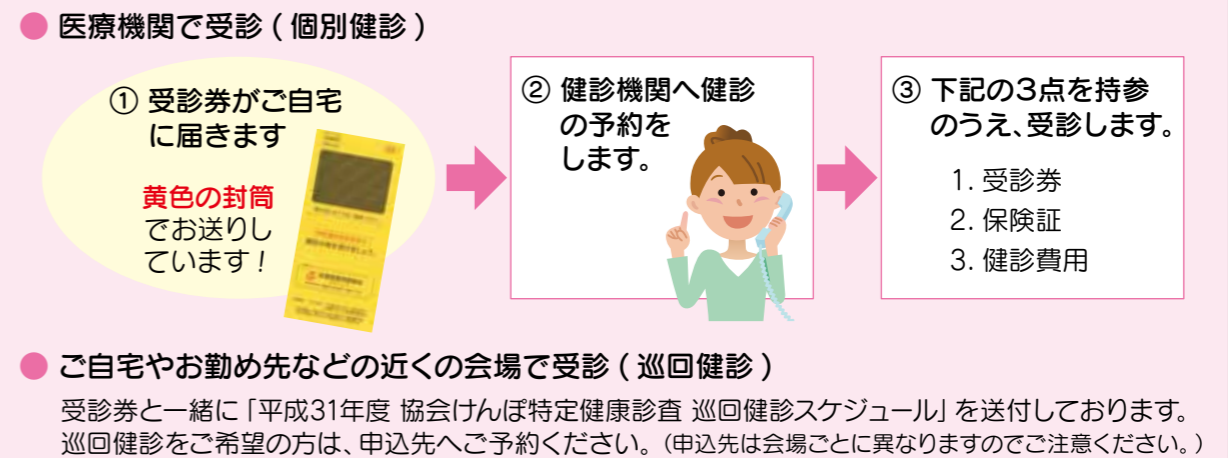 ● 医療機関で受診 ( 個別健診 )
① 受診券がご自宅
に届きます
黄色の封筒
でお送りし
ています!
② 健診機関へ健診
の予約を
します。
③ 下記の3点を持参
のうえ、受診します。
1. 受診券
2. 保険証
3. 健診費用
● ご自宅やお勤め先などの近くの会場で受診 ( 巡回健診 )
受診券と一緒に「平成31年度 協会けんぽ特定健康診査 巡回健診スケジュール」を送付しております。
巡回健診をご希望の方は、申込先へご予約ください。(申込先は会場ごとに異なりますのでご注意ください。)